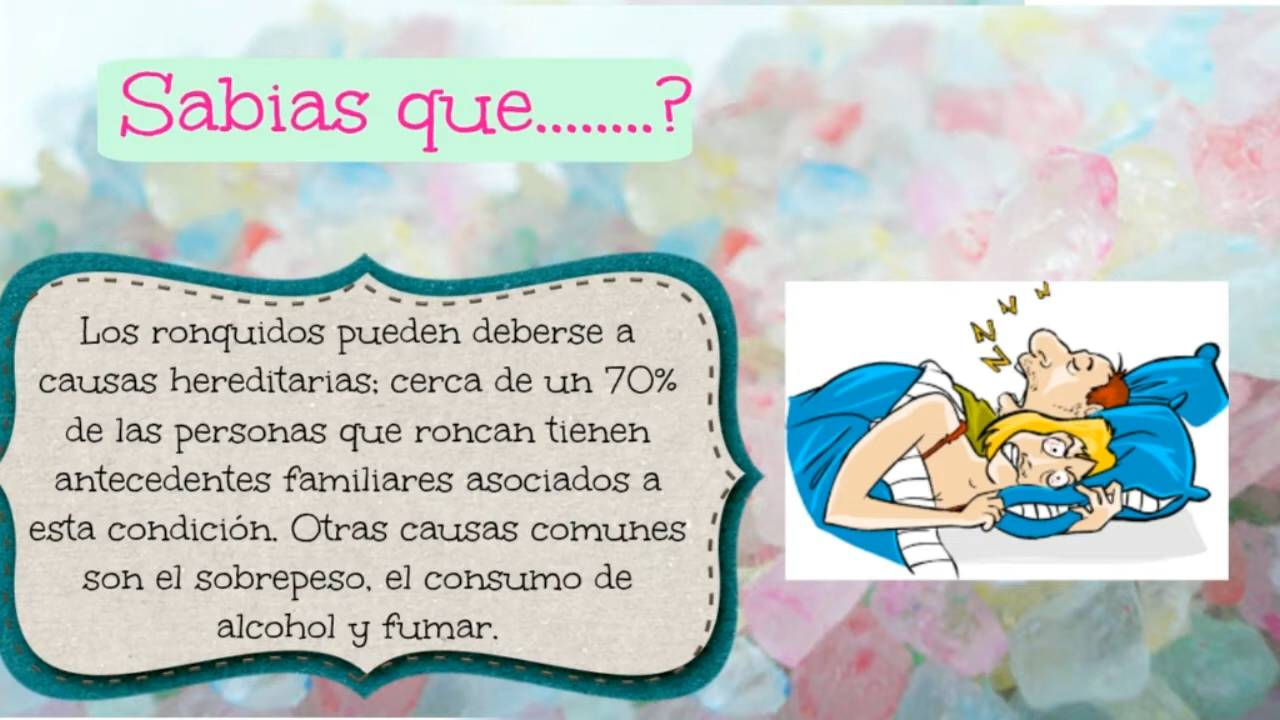 Sabias que........?
Los ronquidos pueden deberse a
causas hereditarias; cerca de un 70%
de las personas que roncan tienen
antecedentes familiares asociados a
esta condición. Otras causas comunes
son el sobrepeso, el consumo de
alcohol y fumar.
Z Z Z Z